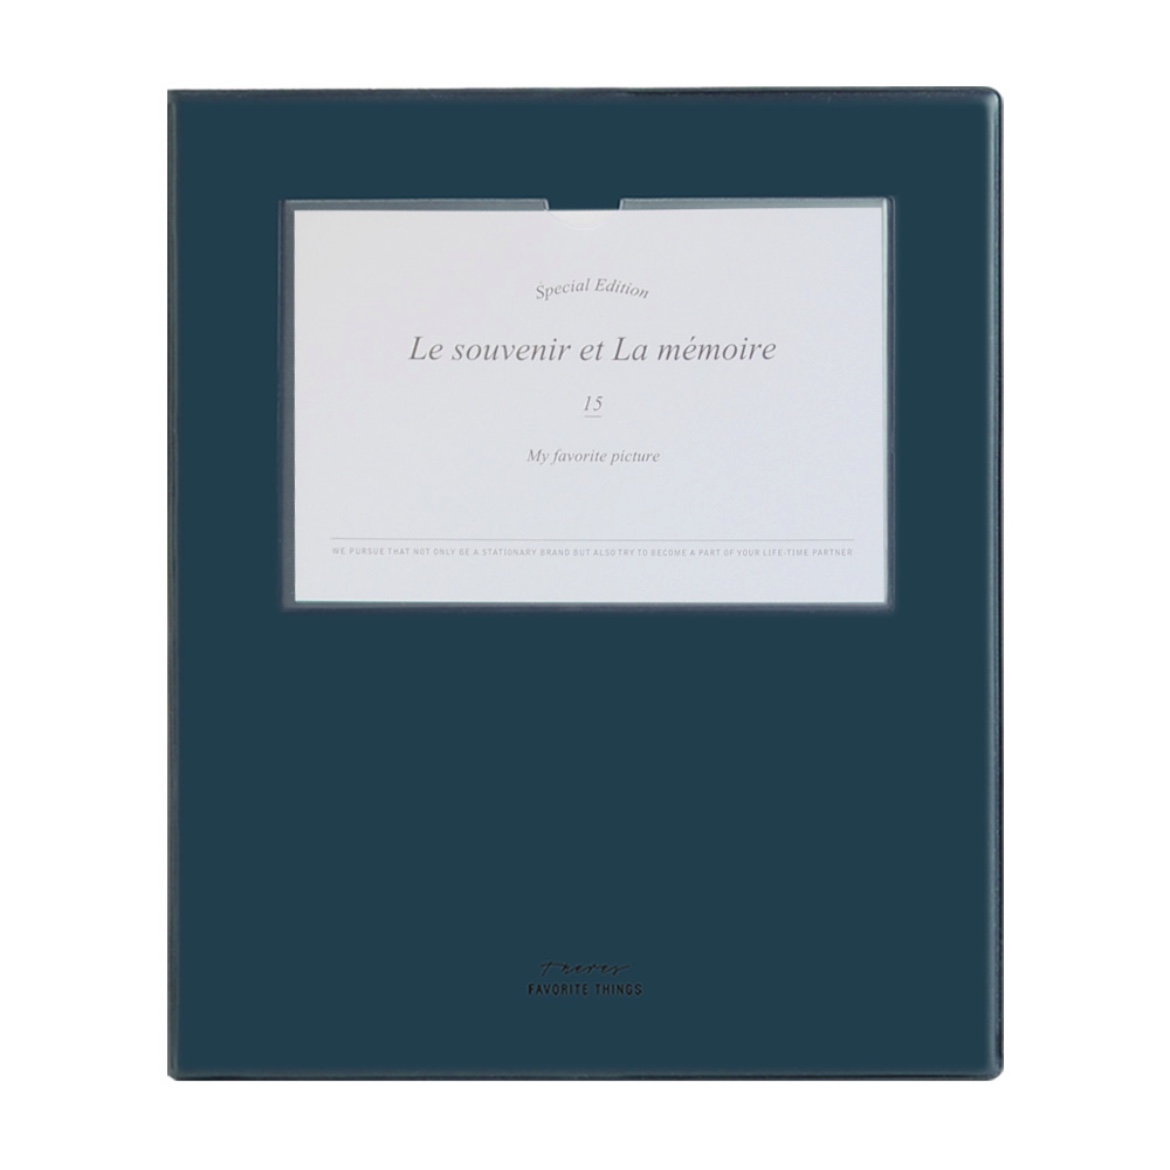 Special Edition
Le souvenir et La mémoire
15
My favorite picture
WE PURSUE THAT NOT ONLY BE A STATIONARY BRAND BUT ALSO TRY TO BECOME A PART OF YOUR LIFE-TIME PARTNER
FAVORITE THINGS